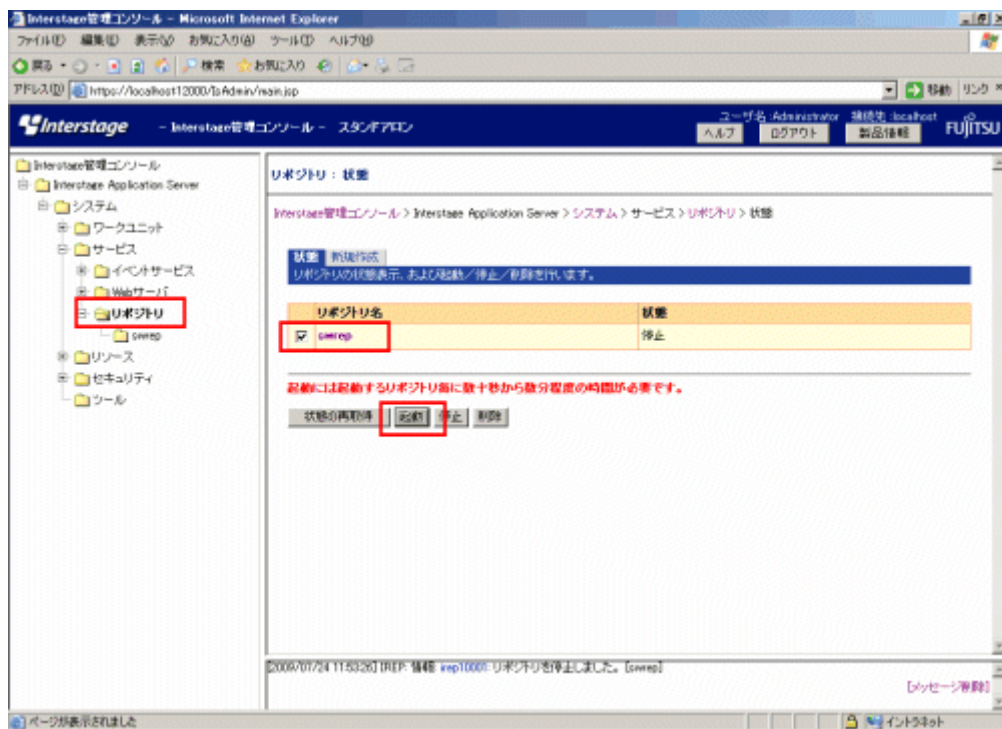 Interstage管理コンソール - Microsoft Internet Explorer
ファイル(F) 編集(E) 表示(V) お気に入り(A) ツール(T) ヘルプ(H)
戻る 検索 お気に入り
アドレス(D) https://localhost:12000/IsAdmin/main.jsp 移動 リンク
Interstage - Interstage管理コンソール - スタンドアロン
ユーザ名:Administrator 接続先:localhost
ヘルプ ログアウト 製品情報 FUJITSU
Interstage管理コンソール
Interstage Application Server
システム
ワークユニット
サービス
イベントサービス
Webサーバ
リポジトリ
swrep
リソース
セキュリティ
ツール
リポジトリ : 状態
Interstage管理コンソール > Interstage Application Server > システム > サービス > リポジトリ > 状態
状態 新規作成
リポジトリの状態表示、および起動／停止／削除を行います。
リポジトリ名 状態
swrep 停止
起動には起動するリポジトリ毎に数十秒から数分程度の時間が必要です。
状態の再取得 起動 停止 削除
[2009/07/24 11:53:26] IREP: 情報: irep10001: リポジトリを停止しました。 [swrep]
[メッセージ削除]
ページが表示されました イントラネット